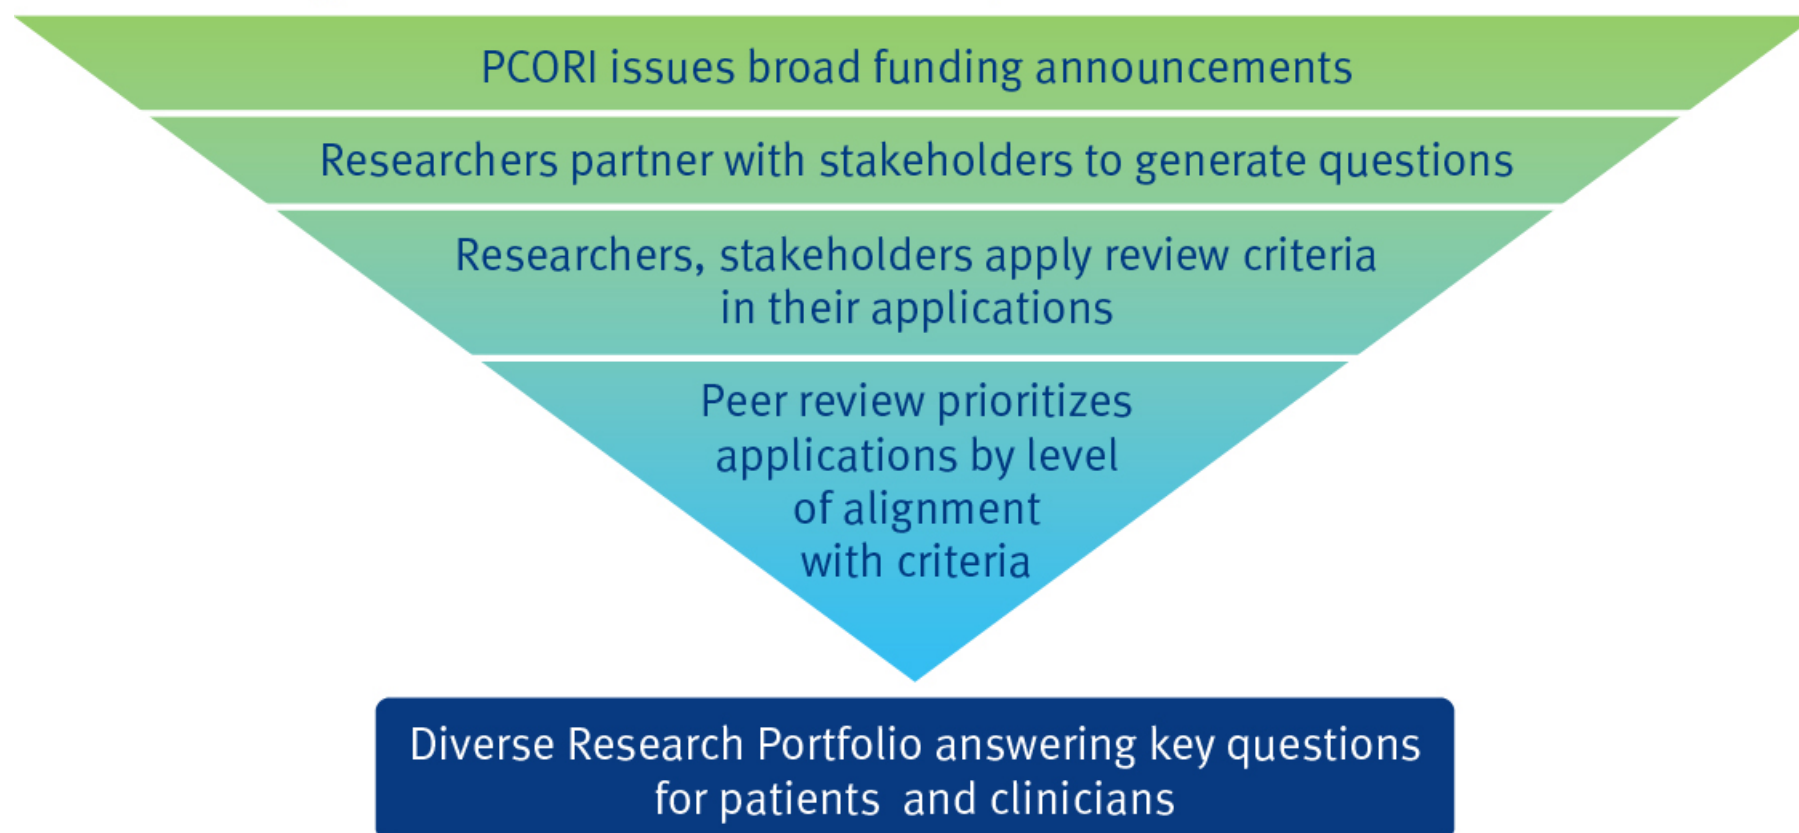 PCORI issues broad funding announcements
Researchers partner with stakeholders to generate questions
Researchers, stakeholders apply review criteria
in their applications
Peer review prioritizes
applications by level
of alignment
with criteria
Diverse Research Portfolio answering key questions
for patients  and clinicians